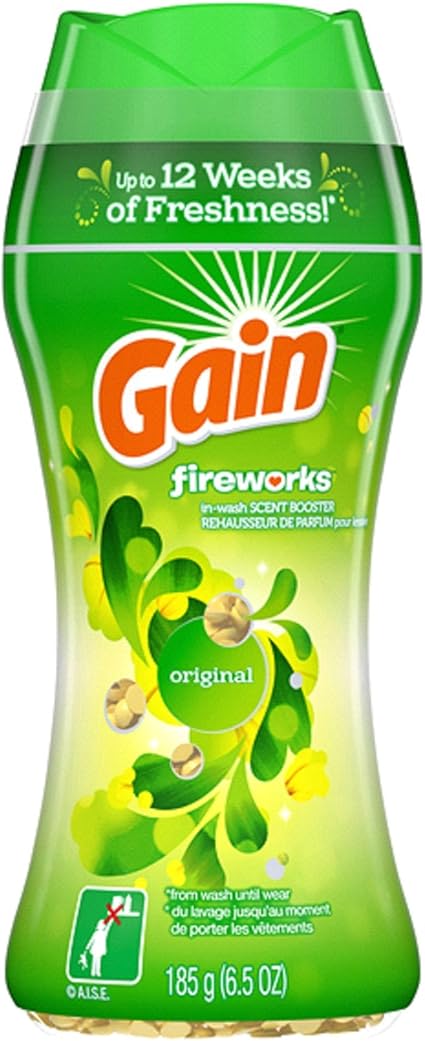 Up to 12 Weeks
of Freshness!*
Gain
fireworks
in-wash SCENT BOOSTER
REHAUSSEUR DE PARFUM pour
original
*from wash until wear
*du lavage jusqu'au moment
de porter les vêtements
© A.I.S.E.
185 g (6.5 OZ)